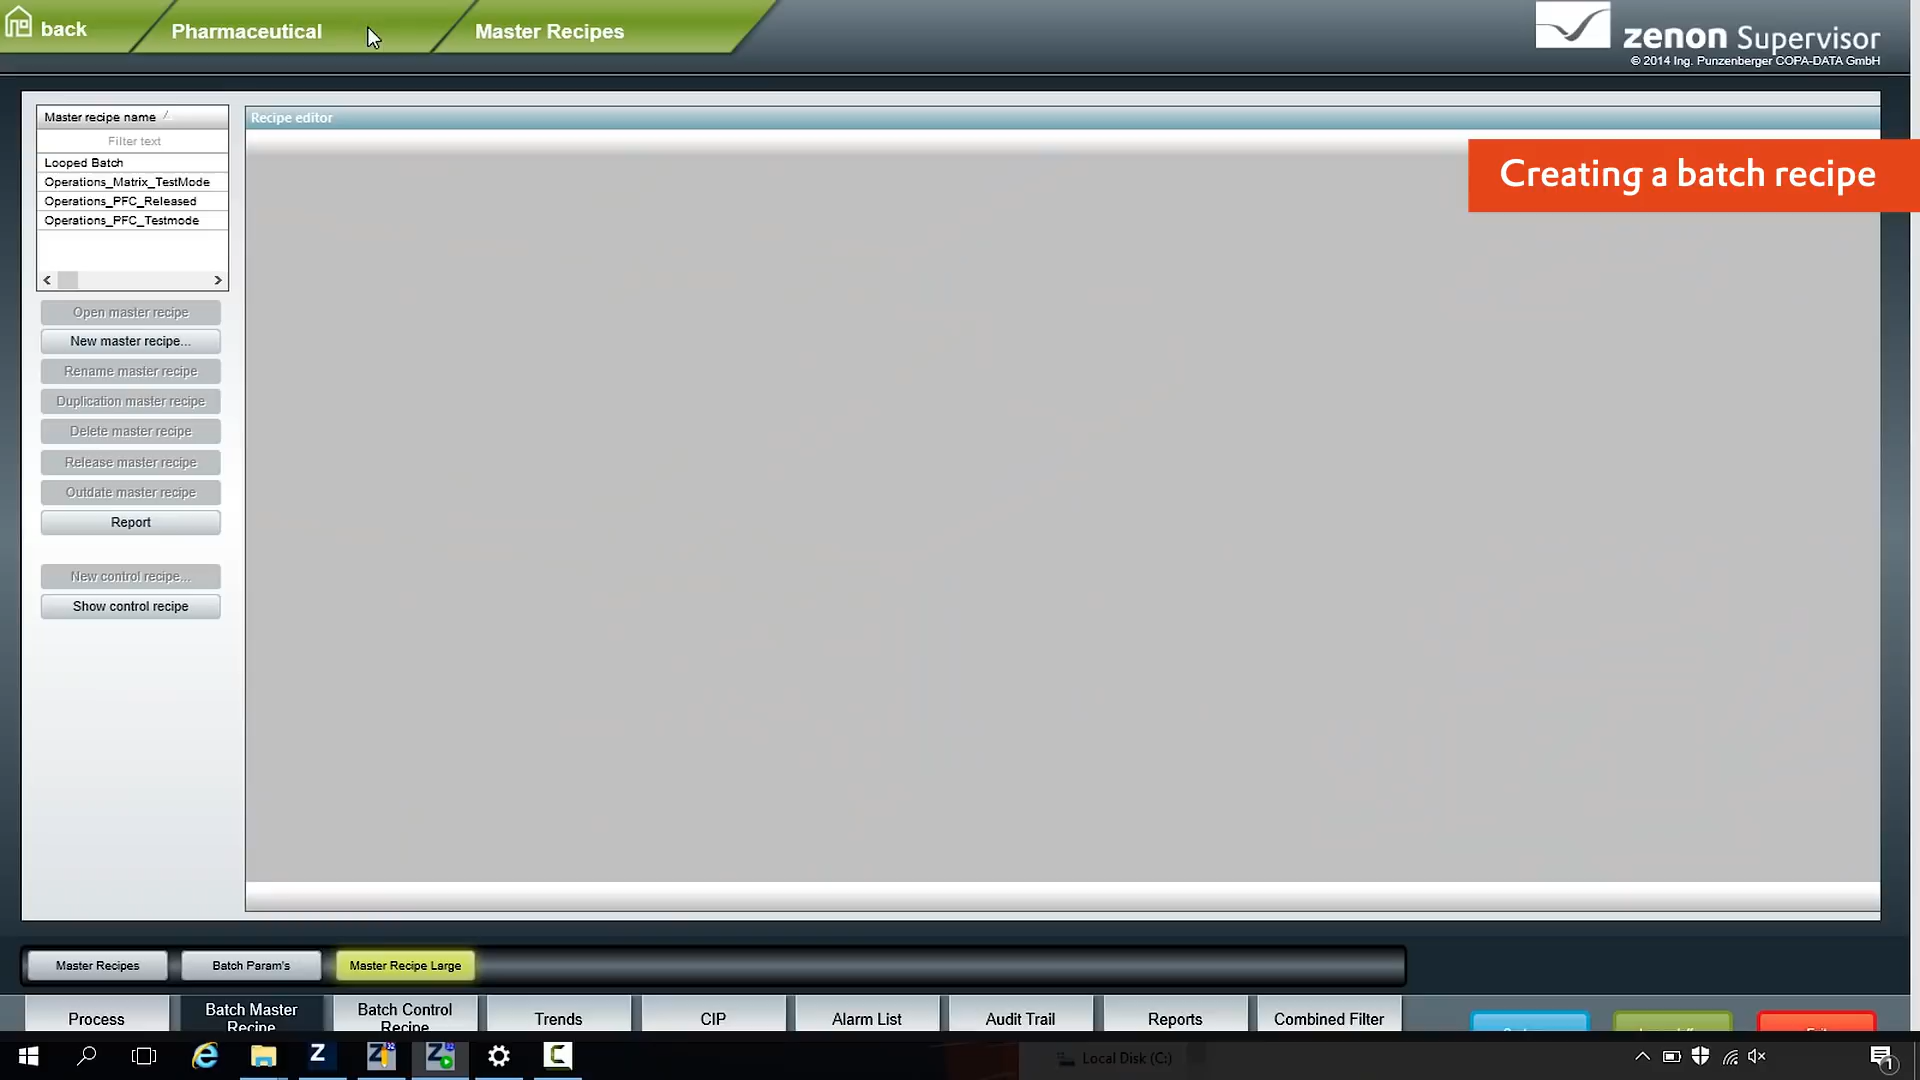 back
Pharmaceutical
Master Recipes
zenon Supervisor
© 2014 Ing. Punzenberger COPA-DATA GmbH
Master recipe name
Filter text
Looped Batch
Operations_Matrix_TestMode
Operations_PFC_Released
Operations_PFC_Testmode
Recipe editor
Creating a batch recipe
Open master recipe
New master recipe...
Rename master recipe
Duplication master recipe
Delete master recipe
Release master recipe
Outdate master recipe
Report
New control recipe...
Show control recipe
Master Recipes
Batch Param's
Master Recipe Large
Process
Batch Master
Recipe
Batch Control
Recipe
Trends
CIP
Alarm List
Audit Trail
Reports
Combined Filter
Local Disk (C:)
1